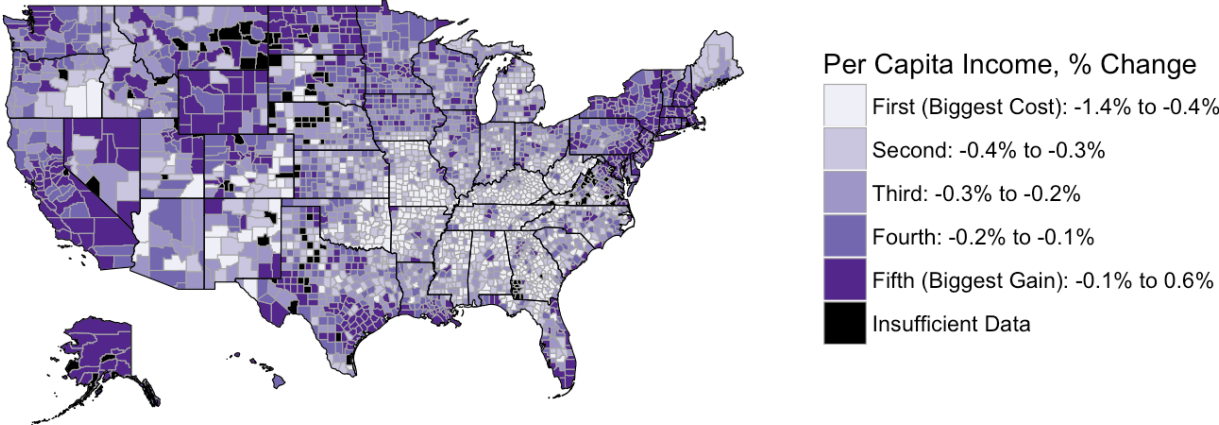 Per Capita Income, % Change
First (Biggest Cost): -1.4% to -0.4%
Second: -0.4% to -0.3%
Third: -0.3% to -0.2%
Fourth: -0.2% to -0.1%
Fifth (Biggest Gain): -0.1% to 0.6%
Insufficient Data